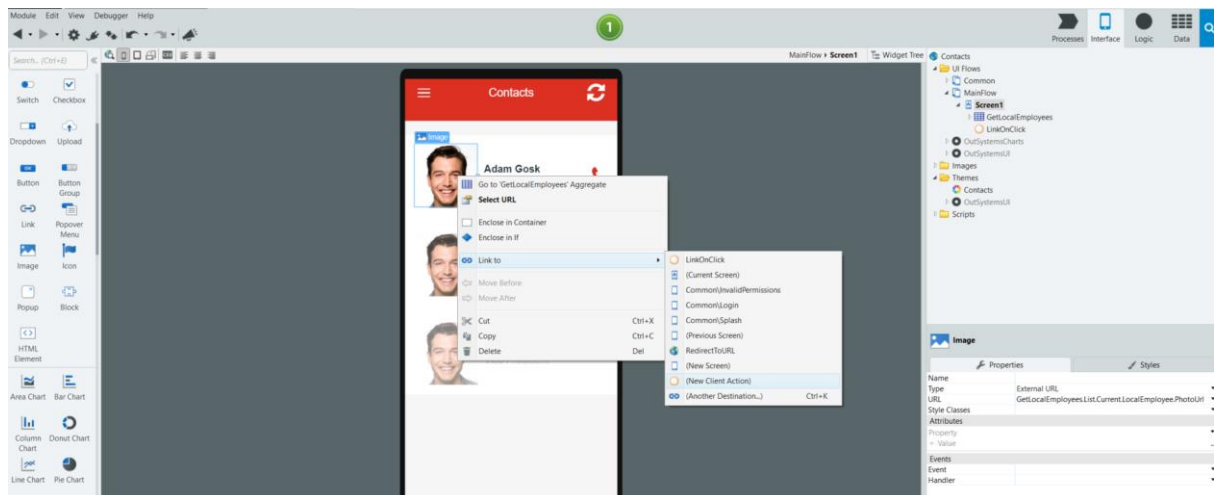 Module Edit View Debugger Help
1
Processes Interface Logic Data
Search... (Ctrl+E)
MainFlow Screen1 Widget Tree
Switch Checkbox
Dropdown Upload
Button Button Group
Link Popover Menu
Image Icon
Popup Block
HTML Element
Area Chart Bar Chart
Column Chart Donut Chart
Line Chart Pie Chart
Contacts
Image
Adam Gosk
Go to 'GetLocalEmployees' Aggregate
Select URL
Enclose in Container
Enclose in If
Link to
Move Before
Move After
Cut Ctrl+X
Copy Ctrl+C
Delete Del
LinkOnClick
(Current Screen)
Common\InvalidPermissions
Common\Login
Common\Splash
(Previous Screen)
RedirectToURL
(New Screen)
(New Client Action)
(Another Destination...) Ctrl+K
Contacts
UI Flows
Common
MainFlow
Screen1
GetLocalEmployees
LinkOnClick
OutSystemsCharts
OutSystemsUI
Images
Themes
Contacts
OutSystemsUI
Scripts
Image
Properties Styles
Name
Type External URL
URL GetLocalEmployees.List.Current.LocalEmployee.PhotoUrl
Style Classes
Attributes
Property
= Value
Events
Event
Handler